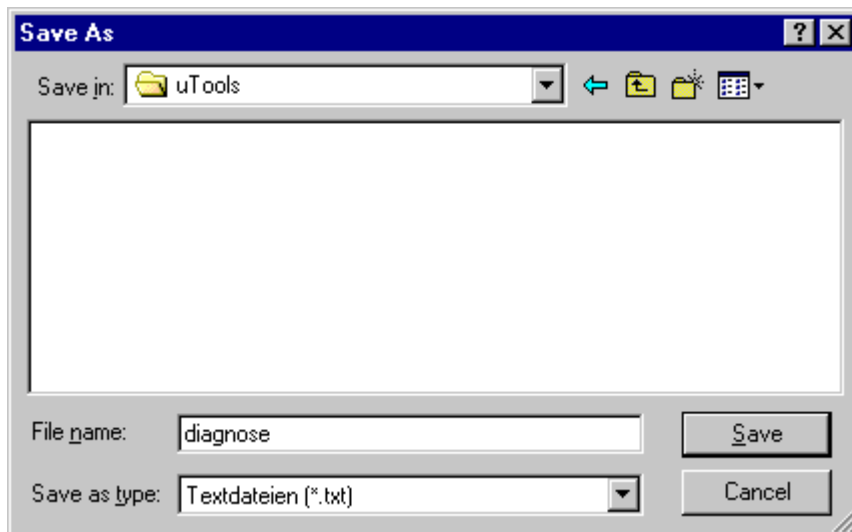 Save As
Save in: uTools
File name: diagnose Save
Save as type: Textdateien (*.txt) Cancel